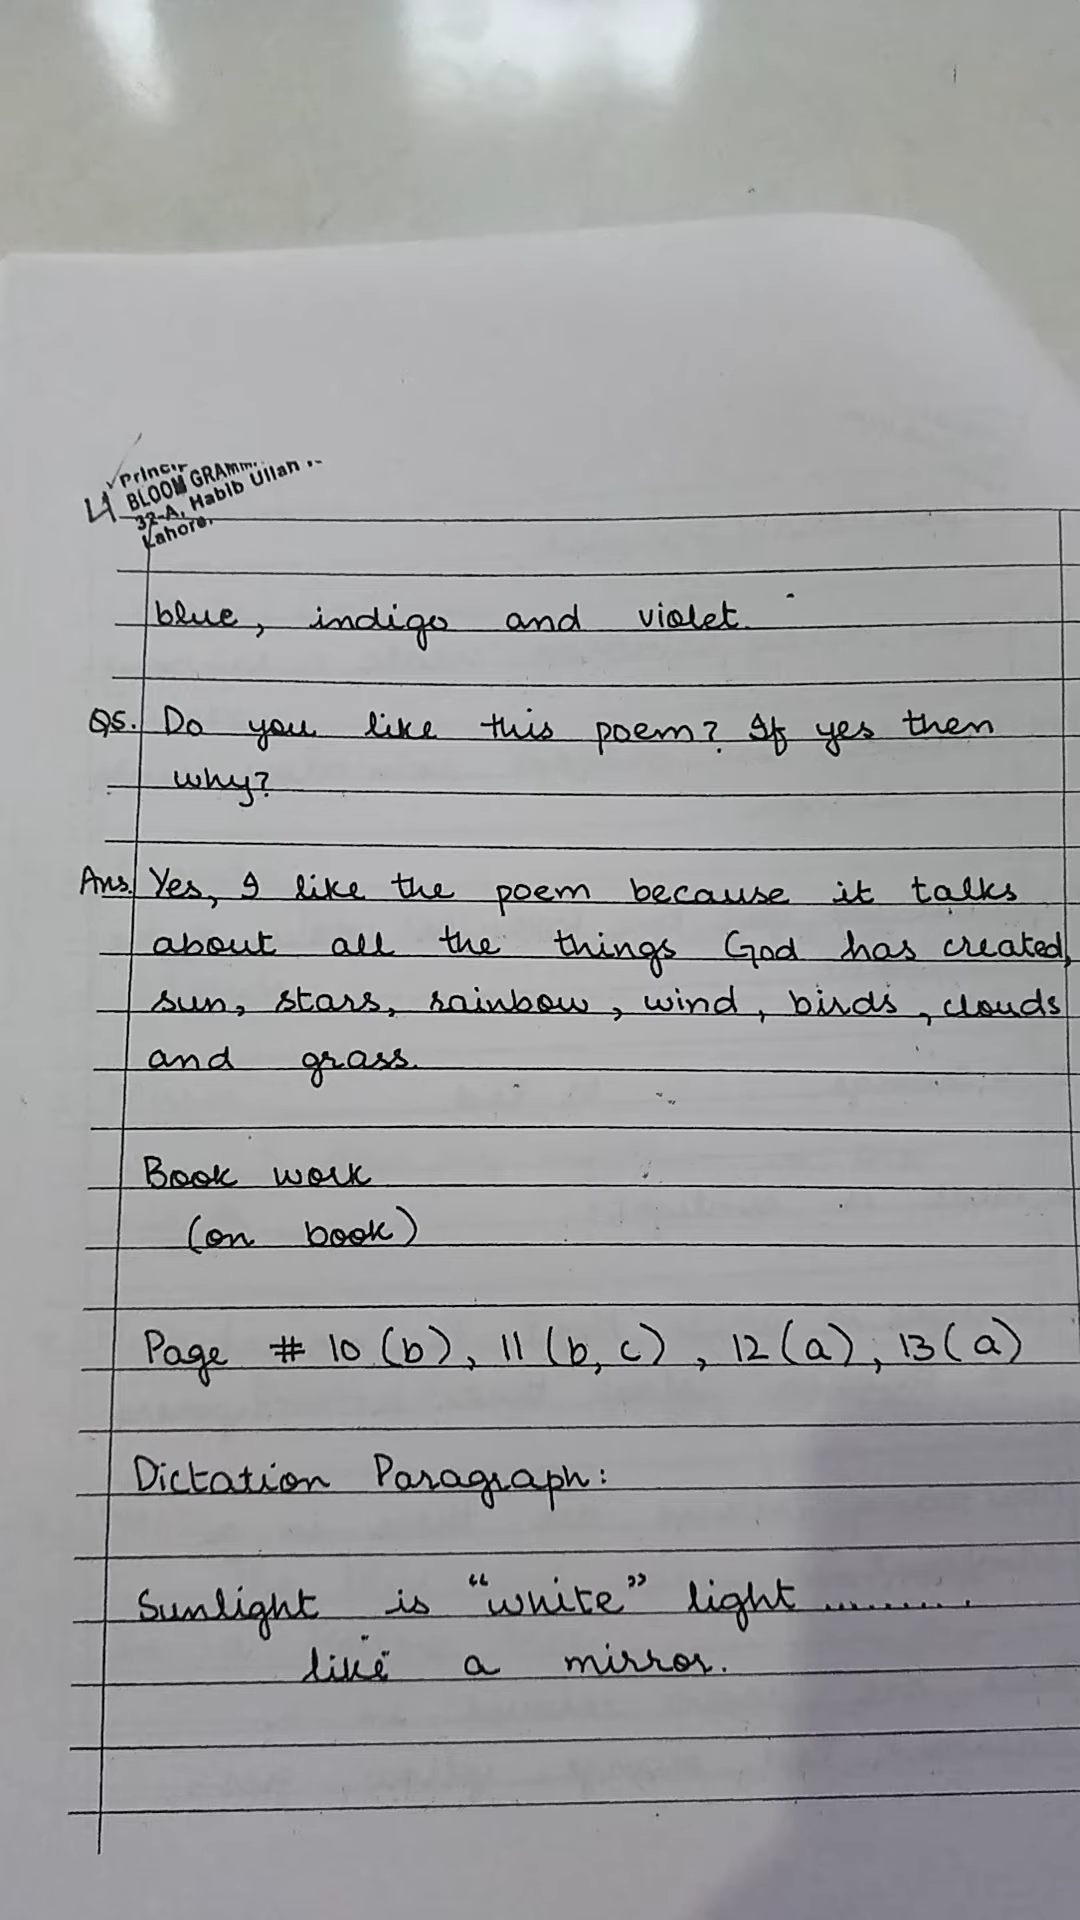 BLOOM
32-A, Habib Ullah
Lahore.
blue, indigo and violet.
Q5. Do you like this poem? If yes then
why?
Ans. Yes, I like the poem because it talks
about all the things God has created,
sun, stars, rainbow, wind, birds, clouds
and grass.
Book work
(on book)
Page # 10 (b), 11 (b, c), 12 (a), 13 (a)
Dictation Paragraph:
Sunlight is "white" light .........
like a mirror.